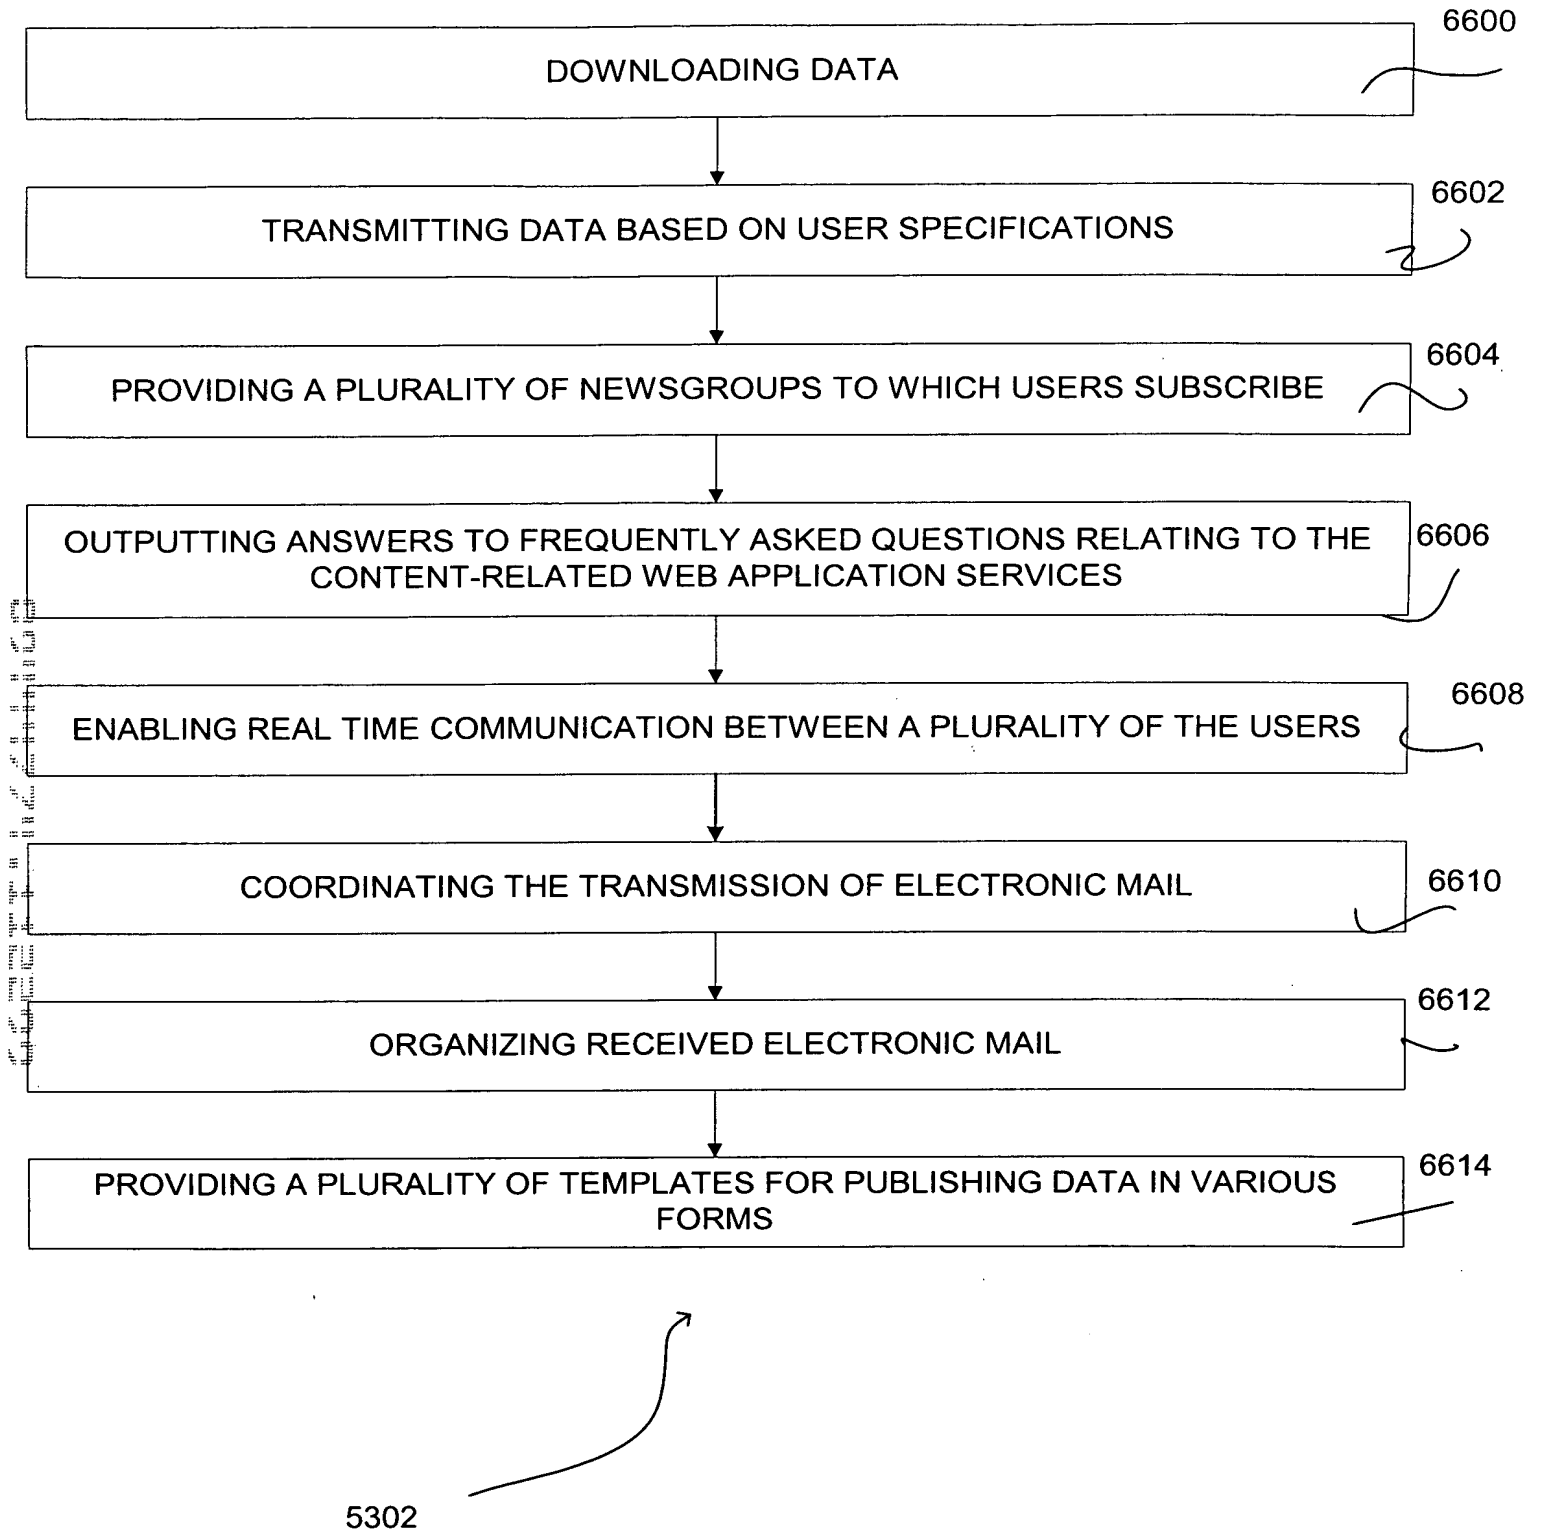 6600
DOWNLOADING DATA
6602
TRANSMITTING DATA BASED ON USER SPECIFICATIONS
6604
PROVIDING A PLURALITY OF NEWSGROUPS TO WHICH USERS SUBSCRIBE
6606
OUTPUTTING ANSWERS TO FREQUENTLY ASKED QUESTIONS RELATING TO THE
CONTENT-RELATED WEB APPLICATION SERVICES
6608
ENABLING REAL TIME COMMUNICATION BETWEEN A PLURALITY OF THE USERS
6610
COORDINATING THE TRANSMISSION OF ELECTRONIC MAIL
6612
ORGANIZING RECEIVED ELECTRONIC MAIL
6614
PROVIDING A PLURALITY OF TEMPLATES FOR PUBLISHING DATA IN VARIOUS
FORMS
5302